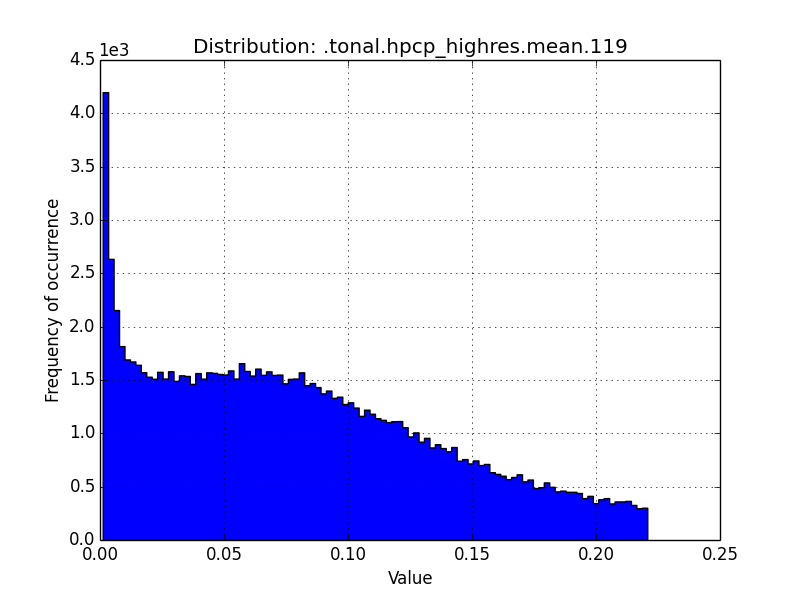 Distribution: .tonal.hpcp_highres.mean.119
1e3
4.5
4.0
3.5
3.0
2.5
2.0
1.5
1.0
0.5
0.0
Frequency of occurrence
0.00 0.05 0.10 0.15 0.20 0.25
Value